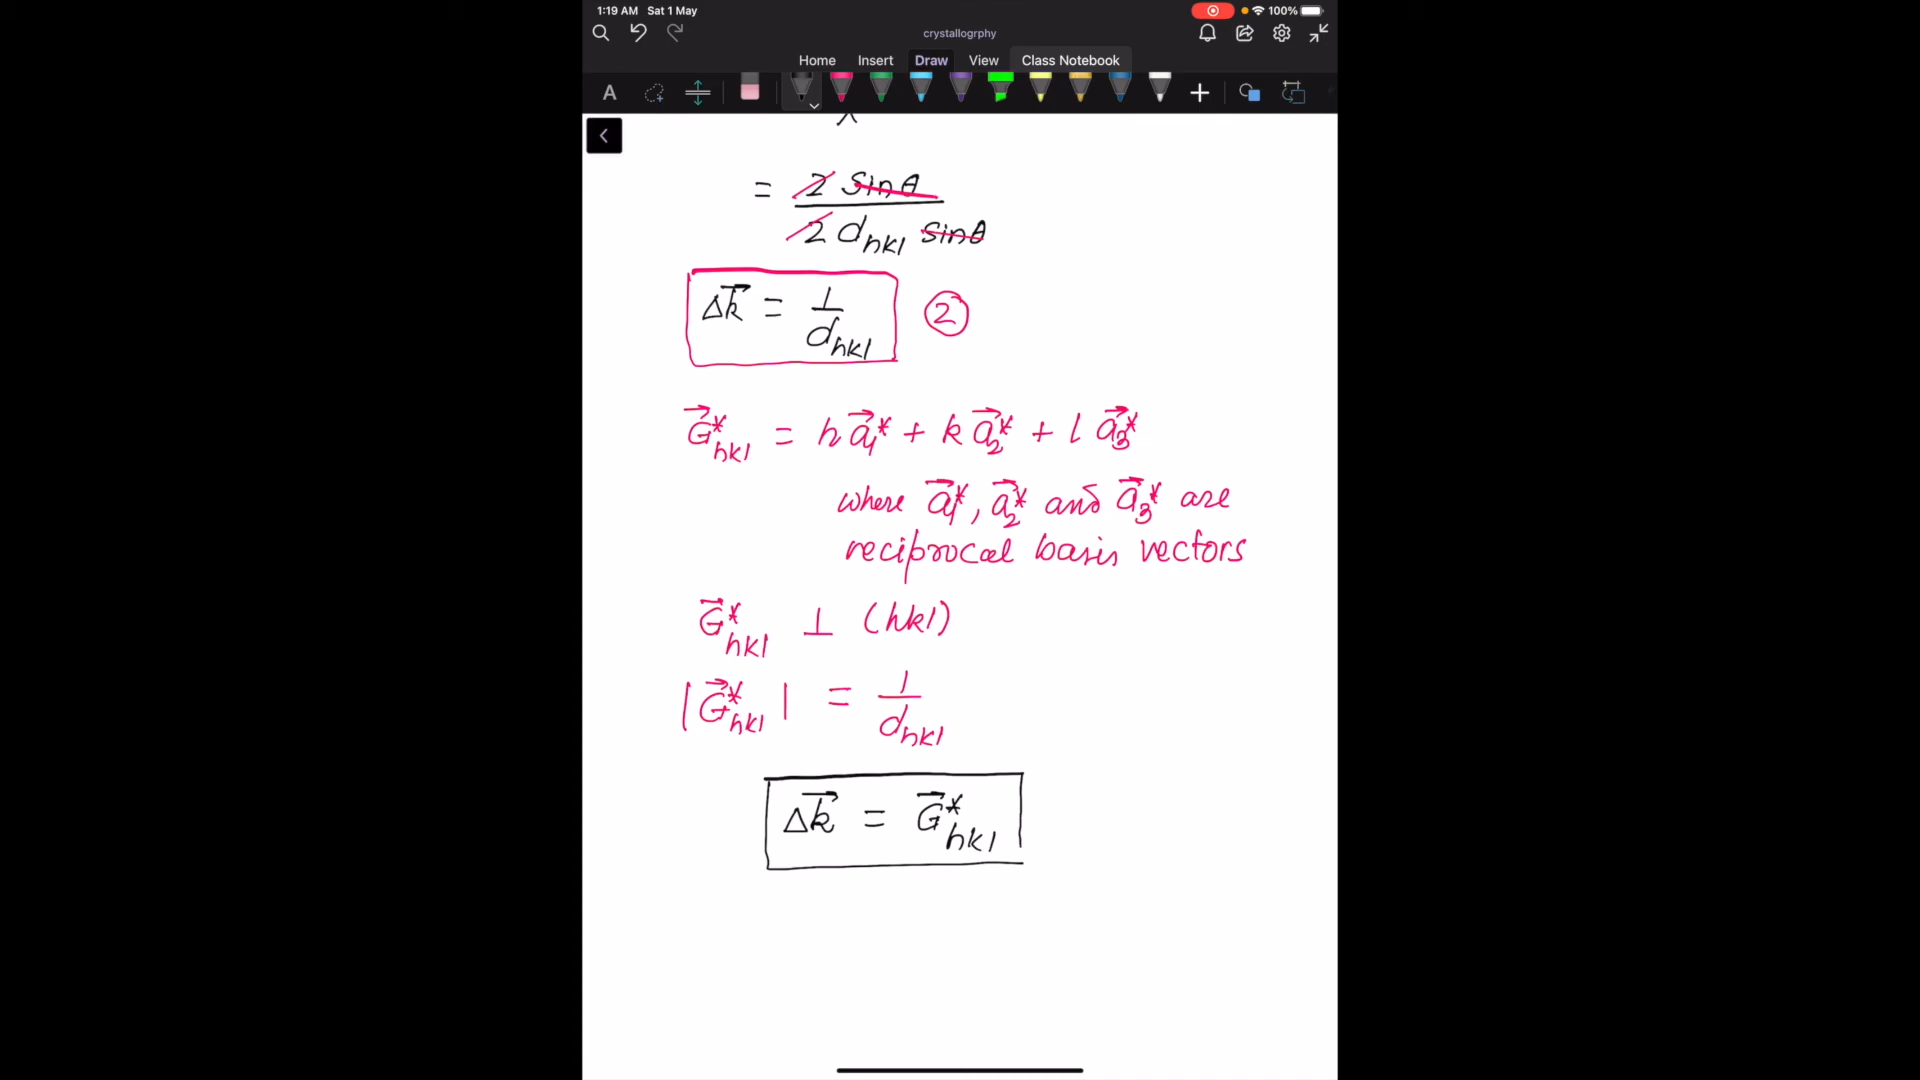 1:19 AM Sat 1 May 100%
crystallogrphy
Home Insert Draw View Class Notebook
A
λ
= 2 Sinθ / 2 d_hkl sinθ
Δk⃗ = 1 / d_hkl ②
G⃗*_hkl = h a⃗₁* + k a⃗₂* + l a⃗₃*
where a⃗₁*, a⃗₂* and a⃗₃* are
reciprocal basis vectors
G⃗*_hkl ⊥ (hkl)
|G⃗*_hkl| = 1 / d_hkl
Δk⃗ = G⃗*_hkl